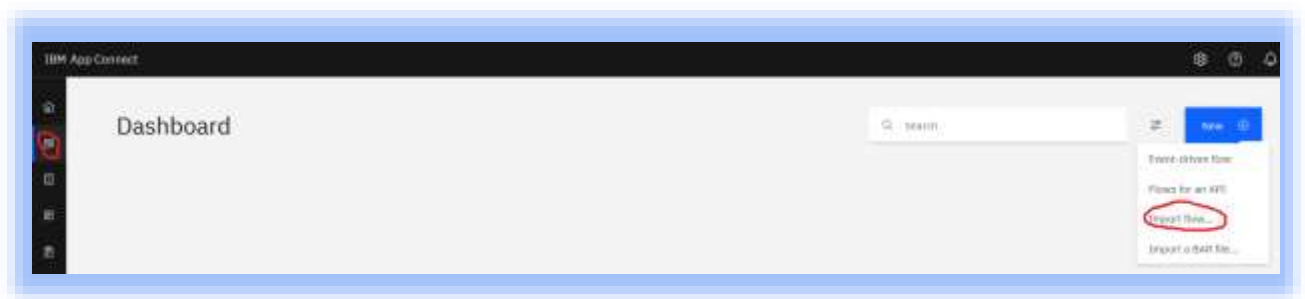 IBM App Connect
Dashboard
Search
New
Event-driven flow
Flows for an API
Import flow...
Import a BAR file...